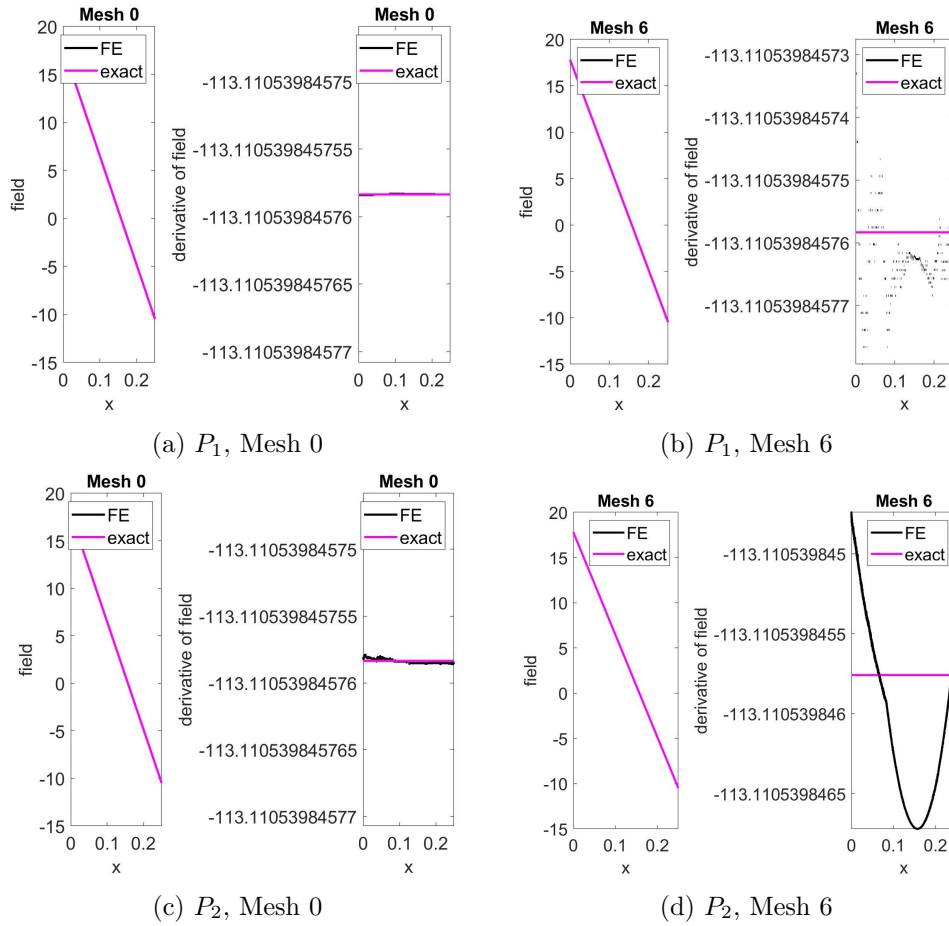 Mesh 0
FE
exact
20
15
10
5
0
-5
-10
-15
field
0
0.1
0.2
x
Mesh 0
FE
exact
-113.11053984575
-113.110539845755
-113.11053984576
-113.110539845765
-113.11053984577
derivative of field
0
0.1
0.2
x
(a) P₁, Mesh 0
Mesh 6
FE
exact
20
15
10
5
0
-5
-10
-15
field
0
0.1
0.2
x
Mesh 6
FE
exact
-113.11053984573
-113.11053984574
-113.11053984575
-113.11053984576
-113.11053984577
derivative of field
0
0.1
0.2
x
(b) P₁, Mesh 6
Mesh 0
FE
exact
20
15
10
5
0
-5
-10
-15
field
0
0.1
0.2
x
Mesh 0
FE
exact
-113.11053984575
-113.110539845755
-113.11053984576
-113.110539845765
-113.11053984577
derivative of field
0
0.1
0.2
x
(c) P₂, Mesh 0
Mesh 6
FE
exact
20
15
10
5
0
-5
-10
-15
field
0
0.1
0.2
x
Mesh 6
FE
exact
-113.110539845
-113.1105398455
-113.110539846
-113.1105398465
derivative of field
0
0.1
0.2
x
(d) P₂, Mesh 6